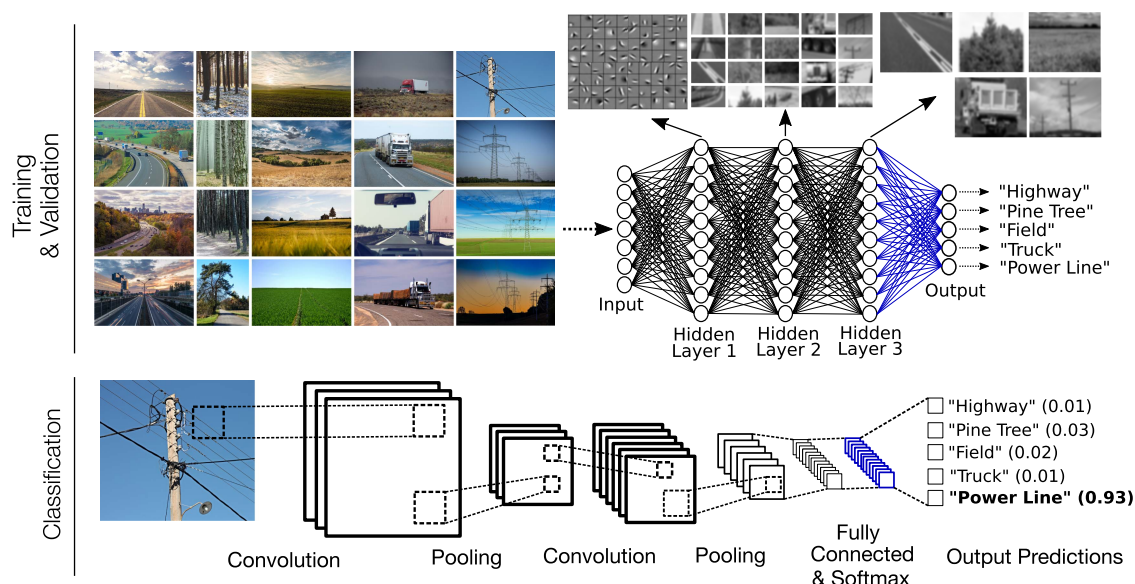 Training
& Validation
Input
Hidden
Layer 1
Hidden
Layer 2
Hidden
Layer 3
Output
"Highway"
"Pine Tree"
"Field"
"Truck"
"Power Line"
Classification
Convolution
Pooling
Convolution
Pooling
Fully
Connected
& Softmax
"Highway" (0.01)
"Pine Tree" (0.03)
"Field" (0.02)
"Truck" (0.01)
"Power Line" (0.93)
Output Predictions